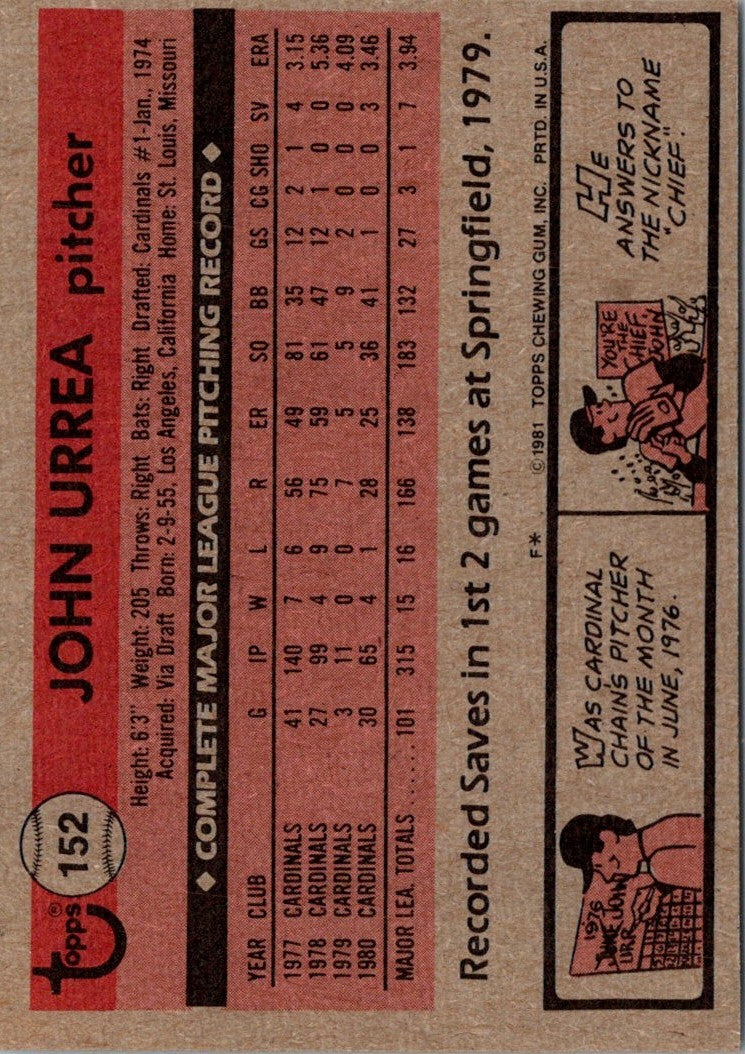 topps®
152
JOHN URREA pitcher
Height: 6'3" Weight: 205 Throws: Right Bats: Right Drafted: Cardinals #1-Jan., 1974
Acquired: Via Draft Born: 2-9-55, Los Angeles, California Home: St. Louis, Missouri
◆ COMPLETE MAJOR LEAGUE PITCHING RECORD ◆
YEAR CLUB G IP W L R ER SO BB GS CG SHO SV ERA
1977 CARDINALS 41 140 7 6 56 49 81 35 12 2 1 4 3.15
1978 CARDINALS 27 99 4 9 75 59 61 47 12 1 0 0 5.36
1979 CARDINALS 3 11 0 0 7 5 5 9 2 0 0 0 4.09
1980 CARDINALS 30 65 4 1 28 25 36 41 1 0 0 3 3.46
MAJOR LEA. TOTALS ...... 101 315 15 16 166 138 183 132 27 3 1 7 3.94
Recorded Saves in 1st 2 games at Springfield, 1979.
F* ©1981 TOPPS CHEWING GUM, INC. PRTD. IN U.S.A.
1976
JUNE
JOHN
URR
WAS CARDINAL
CHAIN'S PITCHER
OF THE MONTH
IN JUNE, 1976.
YOU'RE
THE
HIEF,
JOHN
HE
ANSWERS TO
THE NICKNAME
"CHIEF".